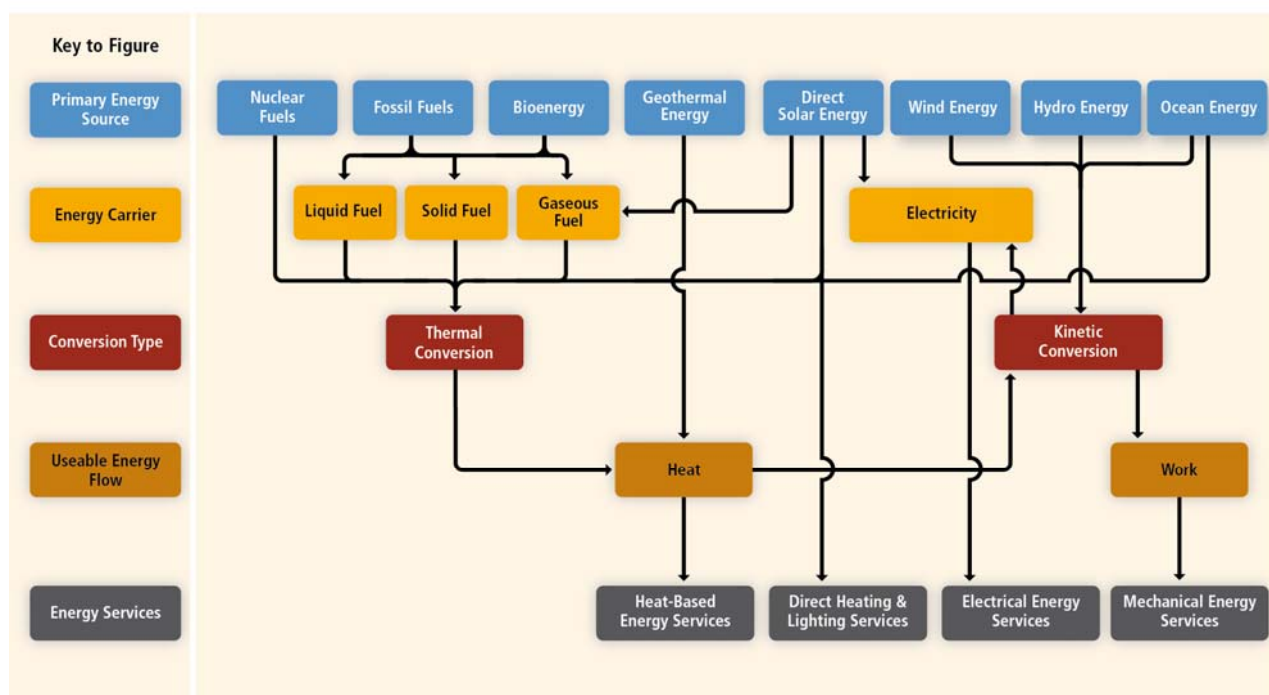 Key to Figure
Primary Energy
Source
Nuclear
Fuels
Fossil Fuels
Bioenergy
Geothermal
Energy
Direct
Solar Energy
Wind Energy
Hydro Energy
Ocean Energy
Energy Carrier
Liquid Fuel
Solid Fuel
Gaseous
Fuel
Electricity
Conversion Type
Thermal
Conversion
Kinetic
Conversion
Useable Energy
Flow
Heat
Work
Energy Services
Heat-Based
Energy Services
Direct Heating &
Lighting Services
Electrical Energy
Services
Mechanical Energy
Services